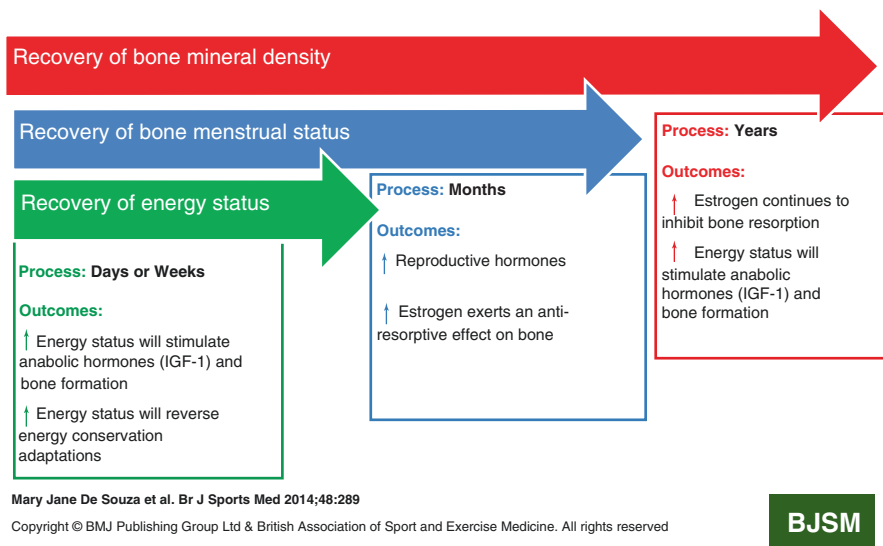 Recovery of bone mineral density
Recovery of bone menstrual status
Recovery of energy status
Process: Days or Weeks
Outcomes:
↑ Energy status will stimulate
anabolic hormones (IGF-1) and
bone formation
↑ Energy status will reverse
energy conservation
adaptations
Process: Months
Outcomes:
↑ Reproductive hormones
↑ Estrogen exerts an anti-
resorptive effect on bone
Process: Years
Outcomes:
↑ Estrogen continues to
inhibit bone resorption
↑ Energy status will
stimulate anabolic
hormones (IGF-1) and
bone formation
Mary Jane De Souza et al. Br J Sports Med 2014;48:289
Copyright © BMJ Publishing Group Ltd & British Association of Sport and Exercise Medicine. All rights reserved
BJSM